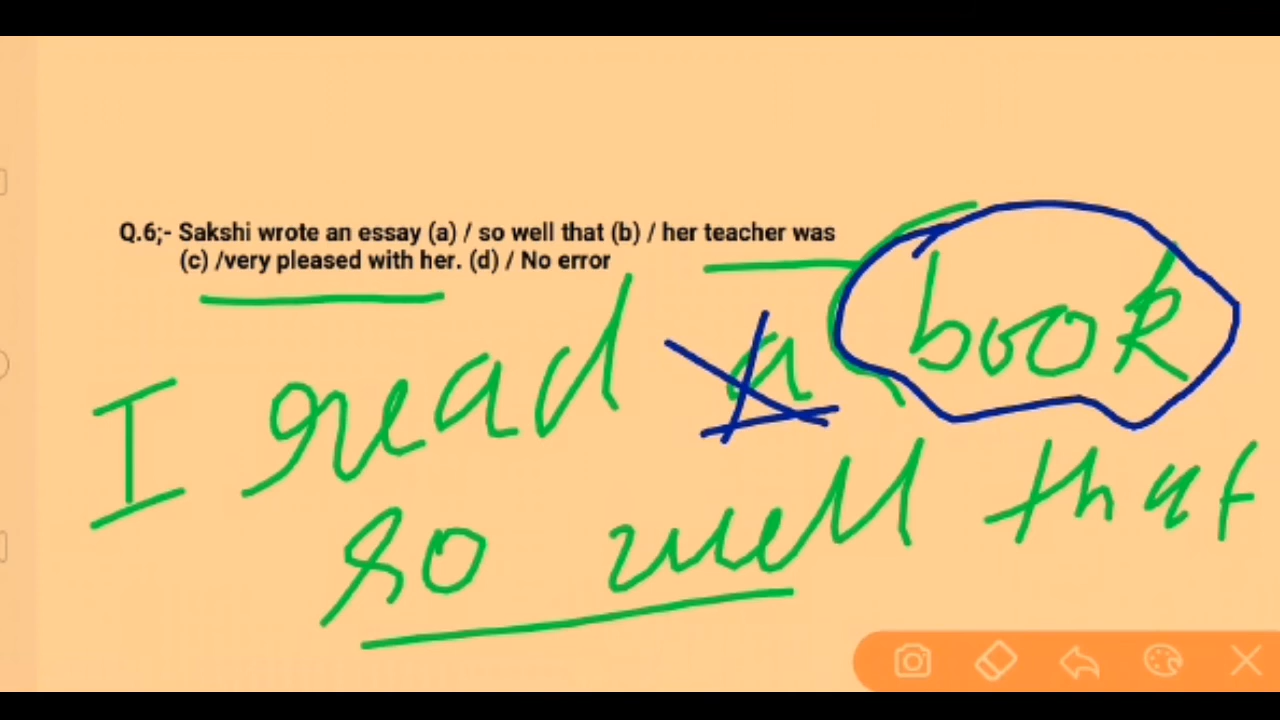 Q.6;- Sakshi wrote an essay (a) / so well that (b) / her teacher was
(c) /very pleased with her. (d) / No error
I read a book
so well that